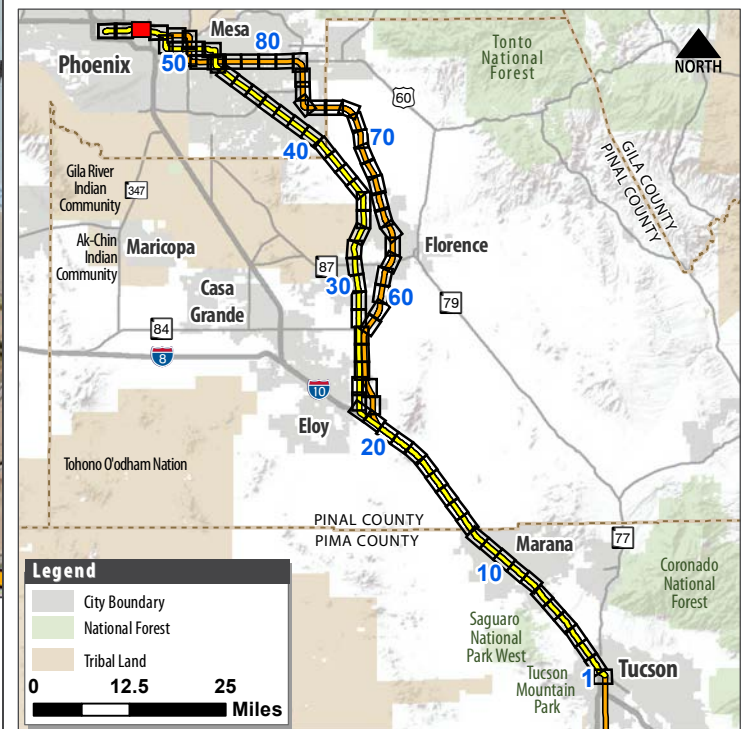 Mesa
80
Tonto
National
Forest
NORTH
Phoenix
50
60
70
40
GILA COUNTY
PINAL COUNTY
Gila River
Indian
Community
347
Ak-Chin
Indian
Community
Maricopa
87
Florence
Casa
Grande
30
60
79
84
8
10
Eloy
20
Tohono O'odham Nation
PINAL COUNTY
PIMA COUNTY
Marana
77
10
Coronado
National
Forest
Saguaro
National
Park West
Tucson
Mountain
Park
1
Tucson
Legend
City Boundary
National Forest
Tribal Land
0 12.5 25
Miles